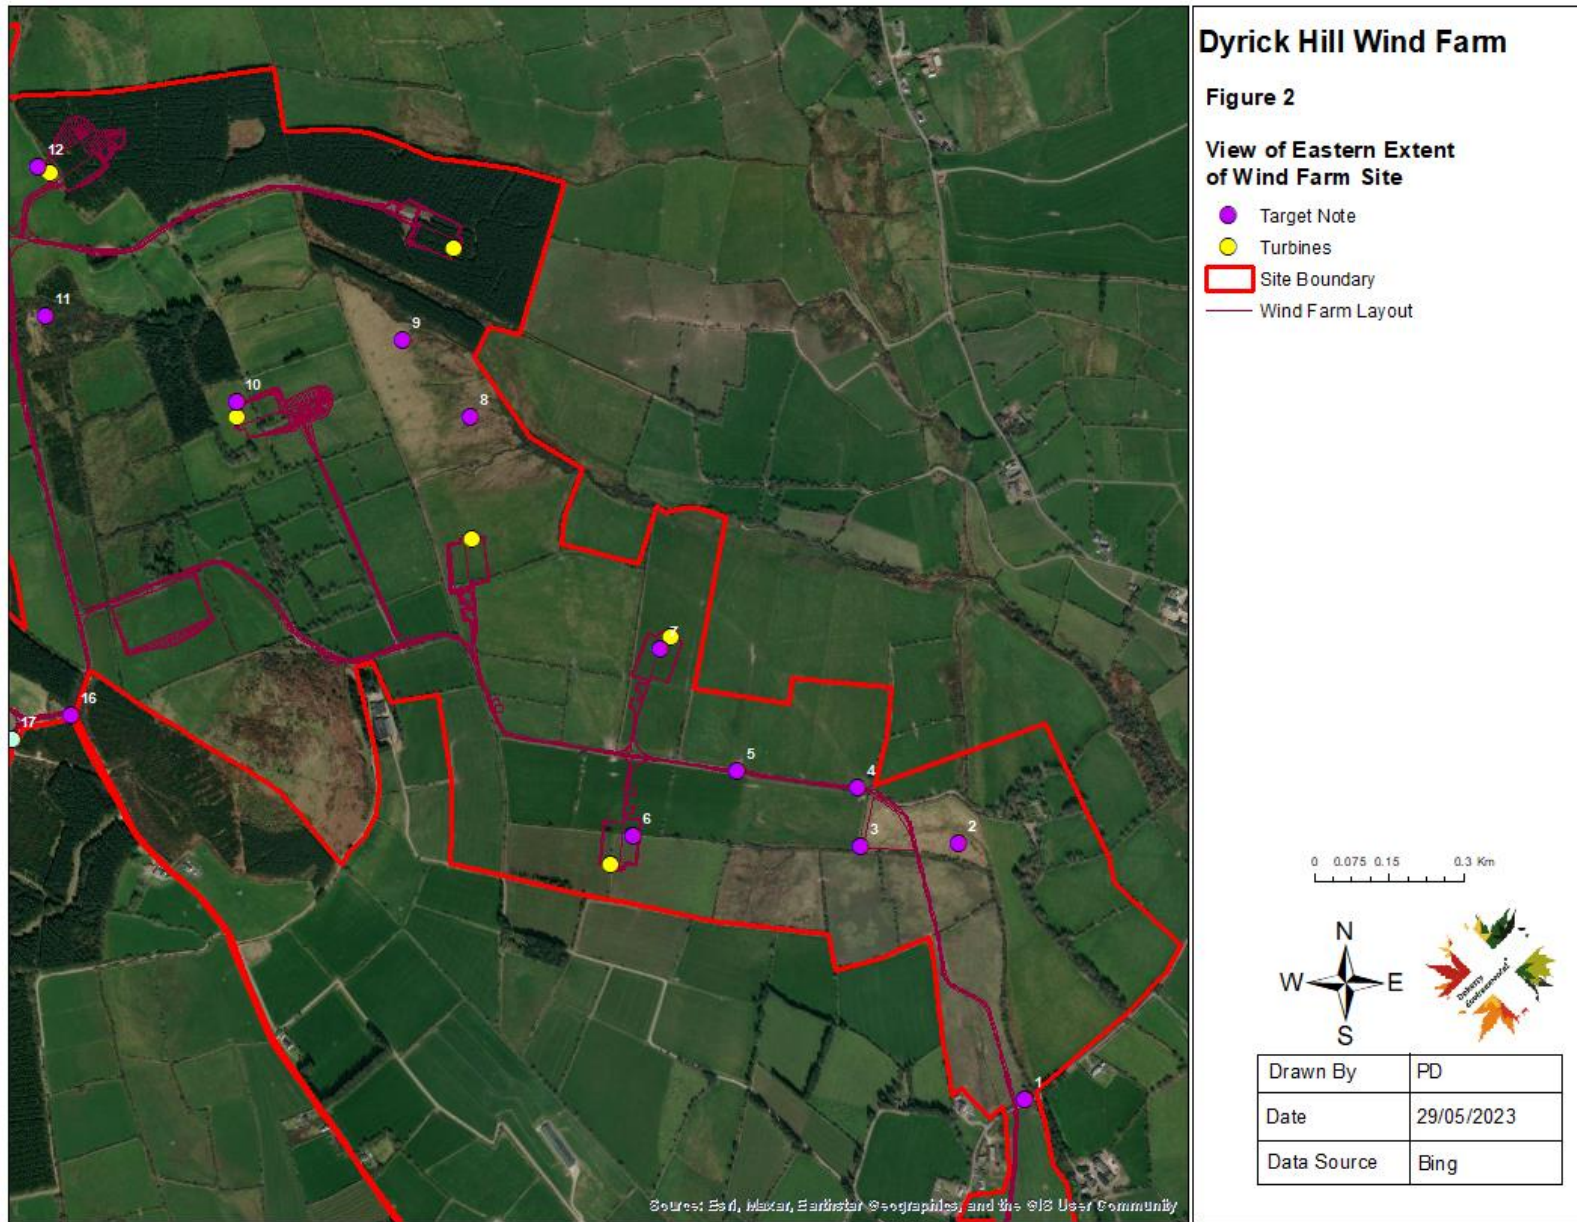 Dyrick Hill Wind Farm
Figure 2
View of Eastern Extent
of Wind Farm Site
Target Note
Turbines
Site Boundary
Wind Farm Layout
12
11
10
9
8
7
16
17
5
4
6
3
2
1
0 0.075 0.15 0.3 Km
N
W E
S
Doherty
Environmental
Drawn By PD
Date 29/05/2023
Data Source Bing
Source: Esri, Maxar, Earthstar Geographics, and the GIS User Community